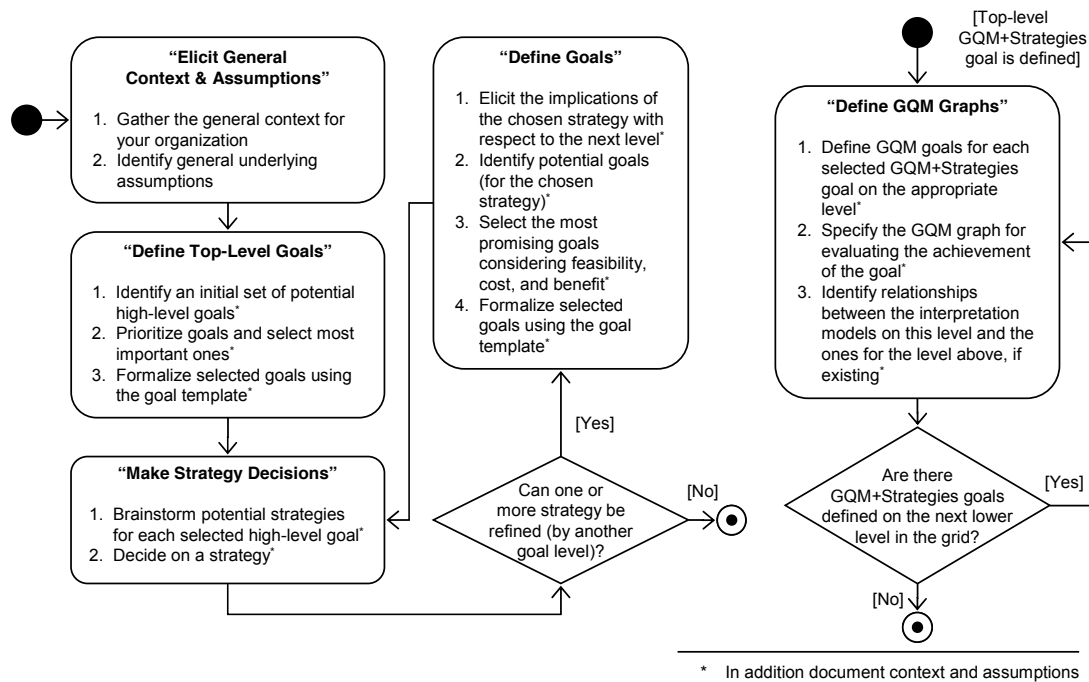 “Elicit General
Context & Assumptions”
1. Gather the general context for
your organization
2. Identify general underlying
assumptions
“Define Top-Level Goals”
1. Identify an initial set of potential
high-level goals*
2. Prioritize goals and select most
important ones*
3. Formalize selected goals using
the goal template*
“Make Strategy Decisions”
1. Brainstorm potential strategies
for each selected high-level goal*
2. Decide on a strategy*
“Define Goals”
1. Elicit the implications of
the chosen strategy with
respect to the next level*
2. Identify potential goals
(for the chosen
strategy)*
3. Select the most
promising goals
considering feasibility,
cost, and benefit*
4. Formalize selected
goals using the goal
template*
[Yes]
Can one or
more strategy be
refined (by another
goal level)?
[No]
[Top-level
GQM+Strategies
goal is defined]
“Define GQM Graphs”
1. Define GQM goals for each
selected GQM+Strategies
goal on the appropriate
level*
2. Specify the GQM graph for
evaluating the achievement
of the goal*
3. Identify relationships
between the interpretation
models on this level and the
ones for the level above, if
existing*
Are there
GQM+Strategies goals
defined on the next lower
level in the grid?
[Yes]
[No]
* In addition document context and assumptions